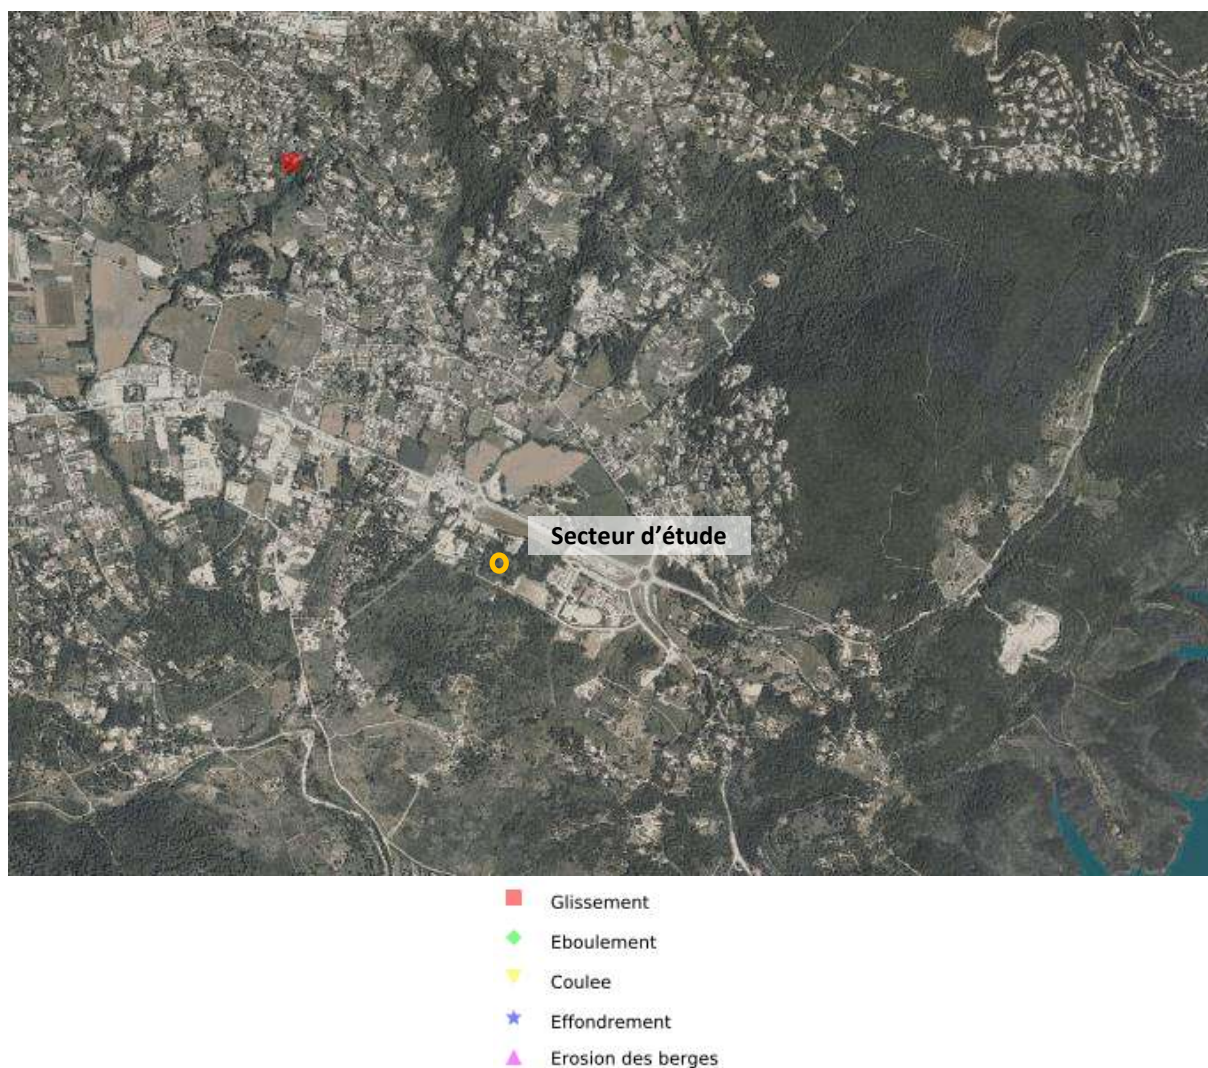 Secteur d’étude
Glissement
Eboulement
Coulee
Effondrement
Erosion des berges